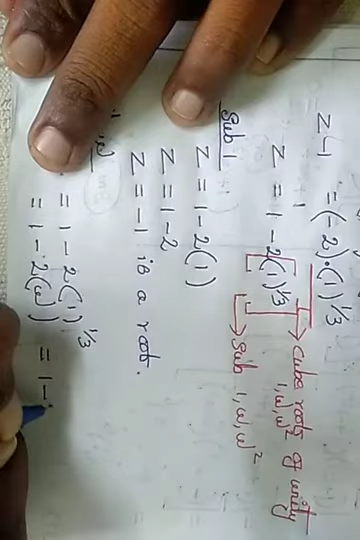 z-1 = (-2)·(1)^1/3
z = 1 - 2(1)^1/3 → cube roots of unity
1, ω, ω²
→ Sub 1, ω, ω²
Sub 1
z = 1 - 2(1)
z = 1 - 2
z = -1 is a root.
ω
= 1 - 2(1)^1/3
= 1 - 2(ω) = 1-